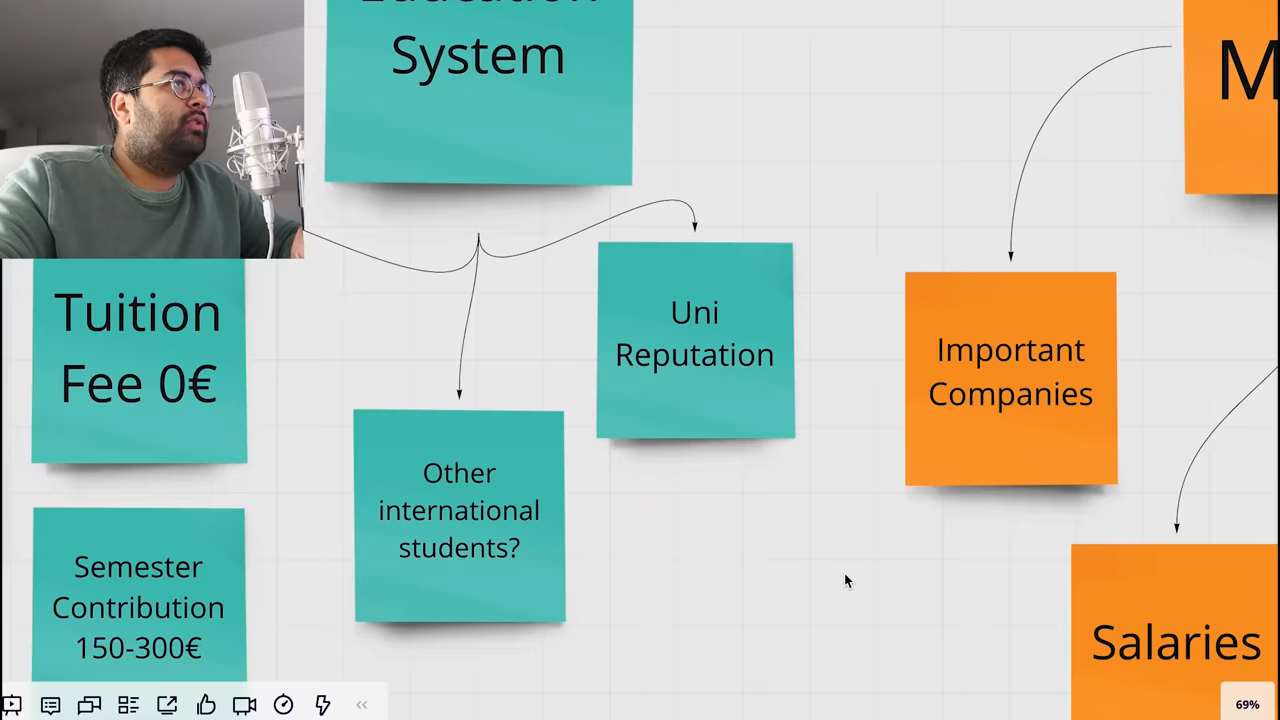 System
Tuition
Fee 0€
Semester
Contribution
150-300€
Other
international
students?
Uni
Reputation
Important
Companies
Salaries
69%